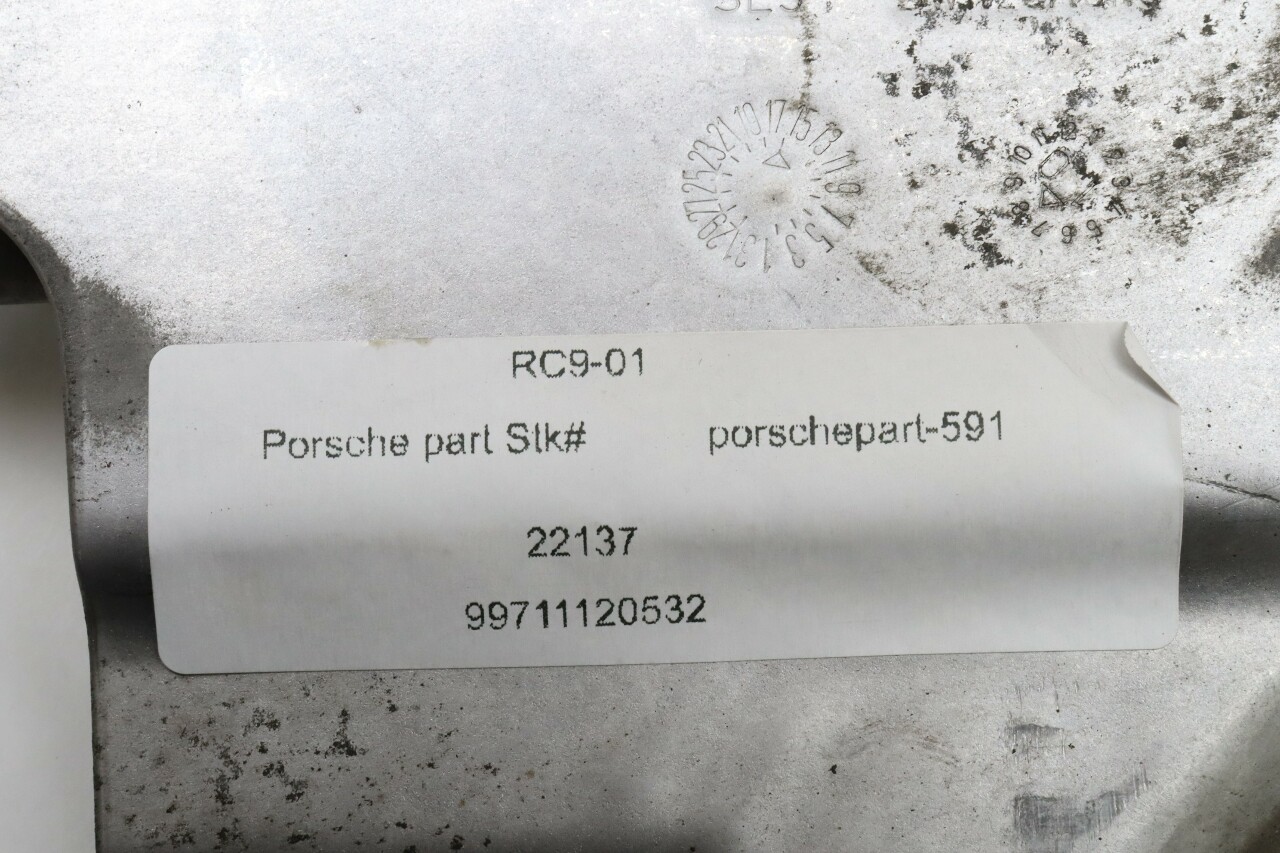 RC9-01
Porsche part Stk# porschepart-591
22137
99711120532